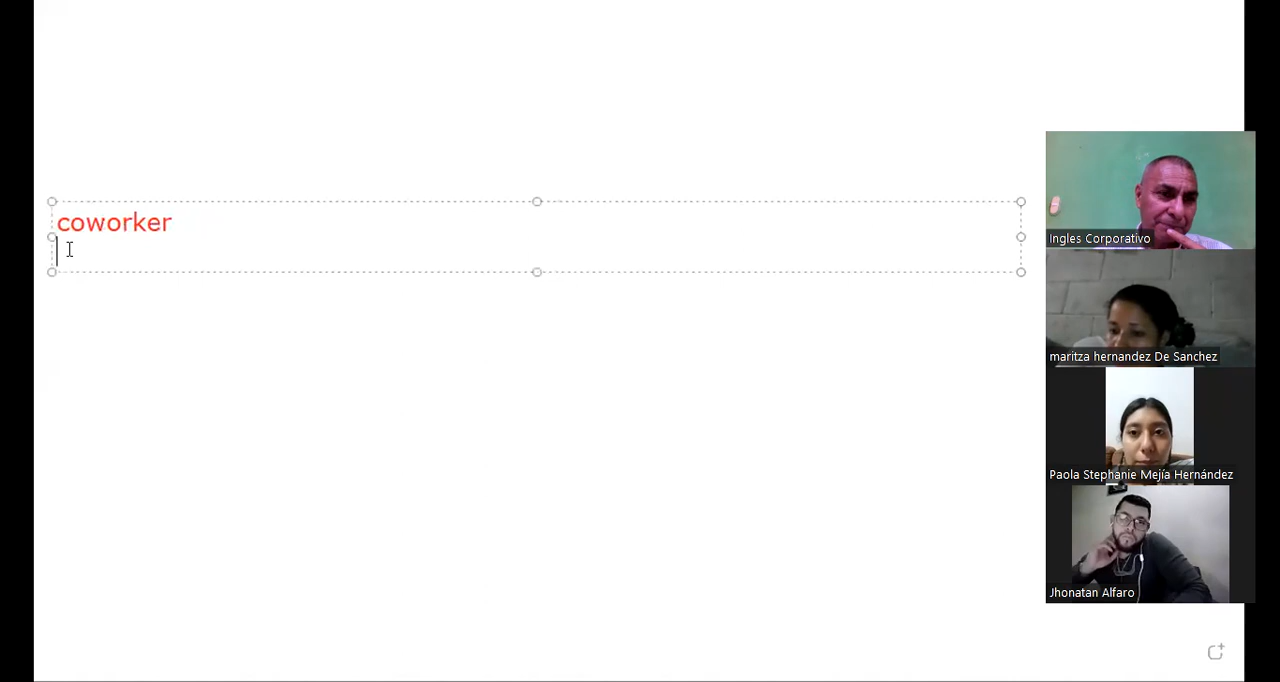 coworker
Ingles Corporativo
maritza hernandez De Sanchez
Paola Stephanie Mejía Hernández
Jhonatan Alfaro